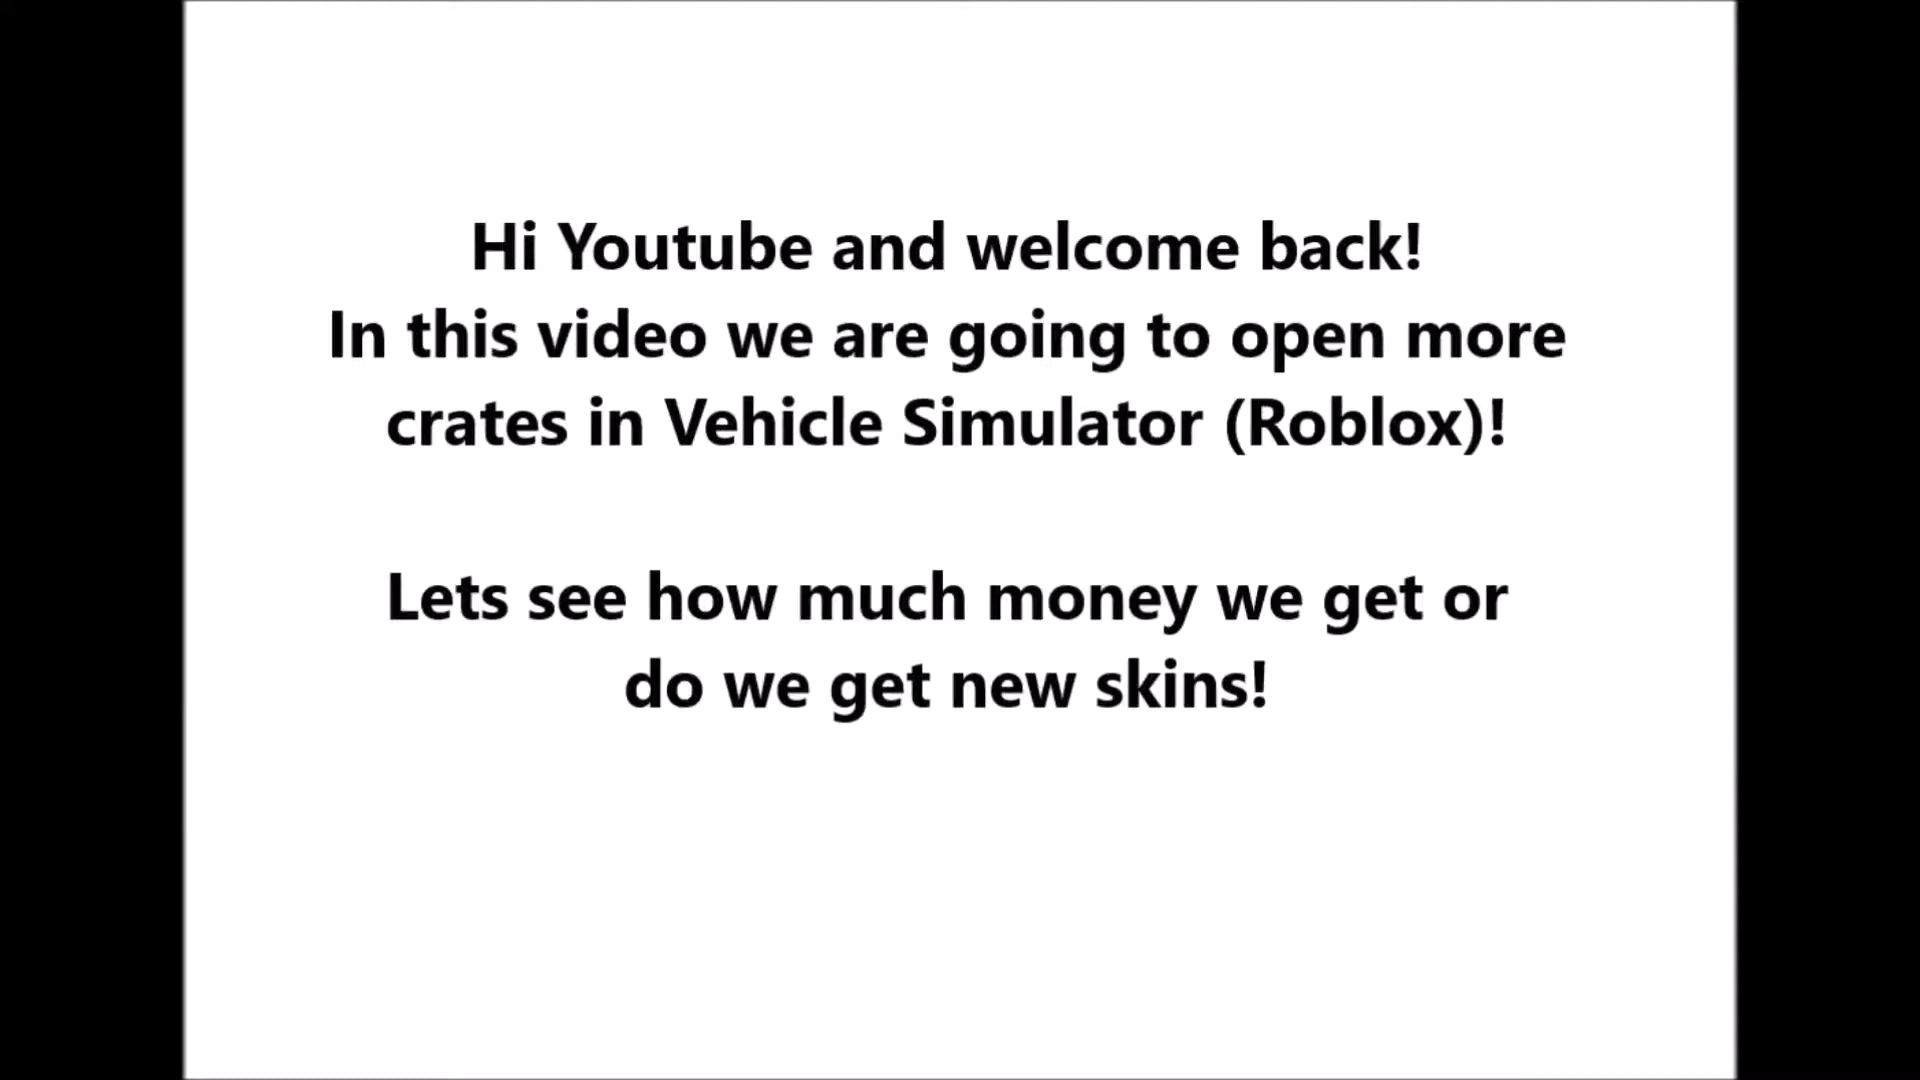 Hi Youtube and welcome back!
In this video we are going to open more
crates in Vehicle Simulator (Roblox)!
Lets see how much money we get or
do we get new skins!